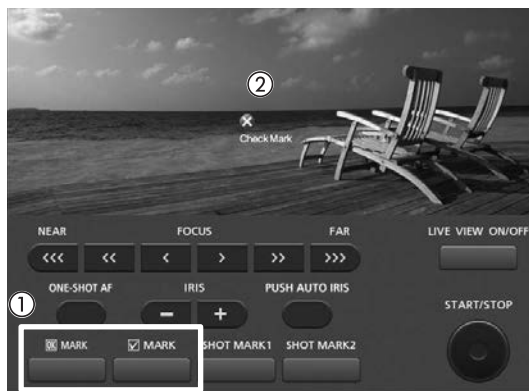 ②
Check Mark
NEAR FOCUS FAR LIVE VIEW ON/OFF
<<< << < > >> >>>
ONE-SHOT AF IRIS PUSH AUTO IRIS
①
− +
START/STOP
OK MARK ☑ MARK SHOT MARK1 SHOT MARK2